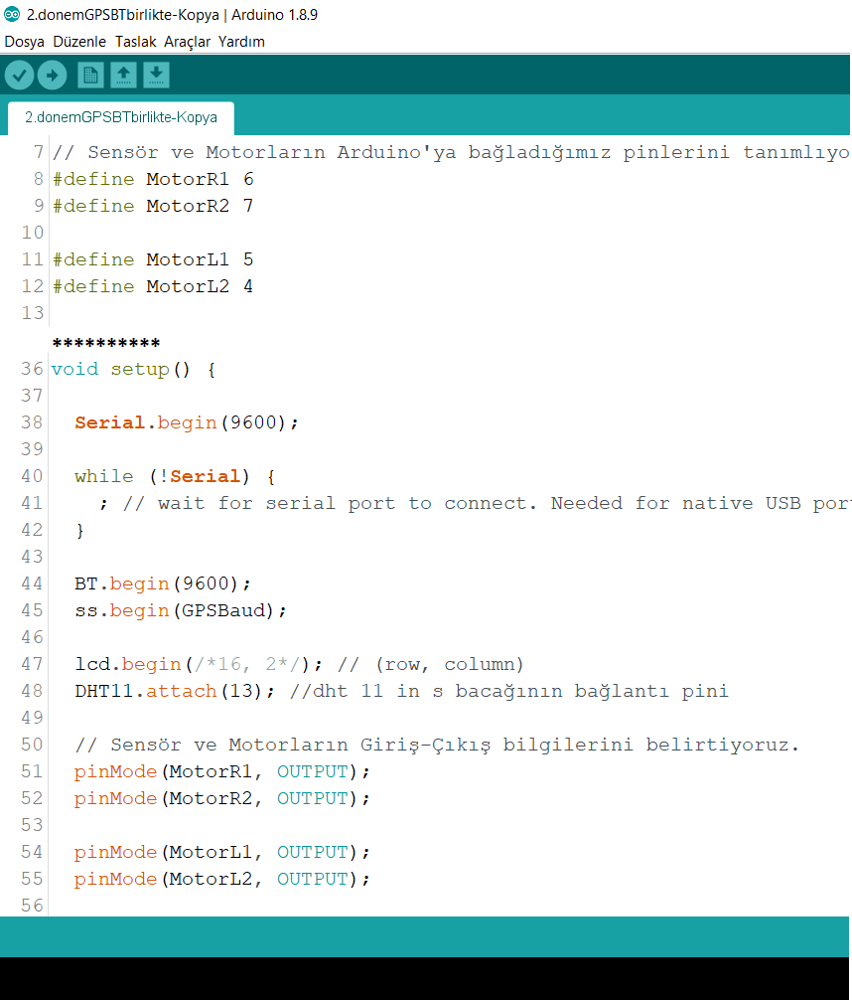 2.donemGPSBTbirlikte-Kopya | Arduino 1.8.9
Dosya Düzenle Taslak Araçlar Yardım
2.donemGPSBTbirlikte-Kopya
7 // Sensör ve Motorların Arduino'ya bağladığımız pinlerini tanımlıyo
8 #define MotorR1 6
9 #define MotorR2 7
10
11 #define MotorL1 5
12 #define MotorL2 4
13
**********
36 void setup() {
37
38 Serial.begin(9600);
39
40 while (!Serial) {
41 ; // wait for serial port to connect. Needed for native USB por
42 }
43
44 BT.begin(9600);
45 ss.begin(GPSBaud);
46
47 lcd.begin(/*16, 2*/); // (row, column)
48 DHT11.attach(13); //dht 11 in s bacağının bağlantı pini
49
50 // Sensör ve Motorların Giriş-Çıkış bilgilerini belirtiyoruz.
51 pinMode(MotorR1, OUTPUT);
52 pinMode(MotorR2, OUTPUT);
53
54 pinMode(MotorL1, OUTPUT);
55 pinMode(MotorL2, OUTPUT);
56